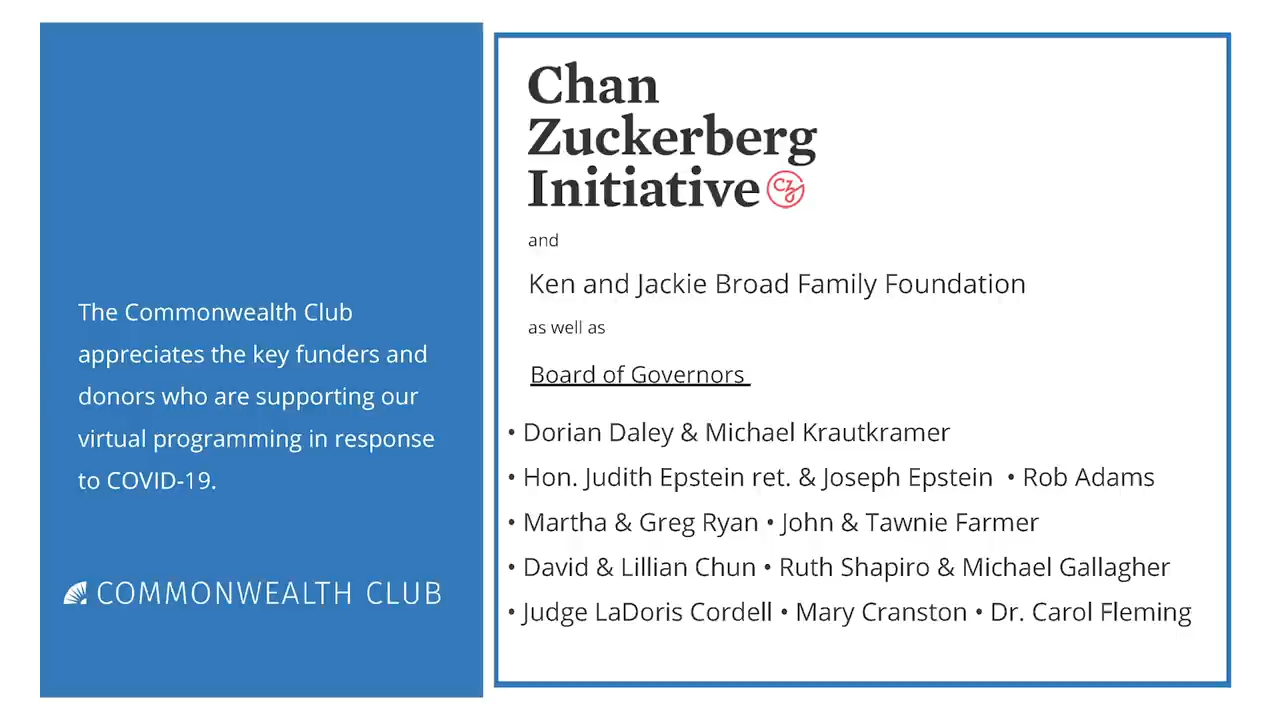 The Commonwealth Club
appreciates the key funders and
donors who are supporting our
virtual programming in response
to COVID-19.
COMMONWEALTH CLUB
Chan
Zuckerberg
Initiative
and
Ken and Jackie Broad Family Foundation
as well as
Board of Governors
• Dorian Daley & Michael Krautkramer
• Hon. Judith Epstein ret. & Joseph Epstein • Rob Adams
• Martha & Greg Ryan • John & Tawnie Farmer
• David & Lillian Chun • Ruth Shapiro & Michael Gallagher
• Judge LaDoris Cordell • Mary Cranston • Dr. Carol Fleming